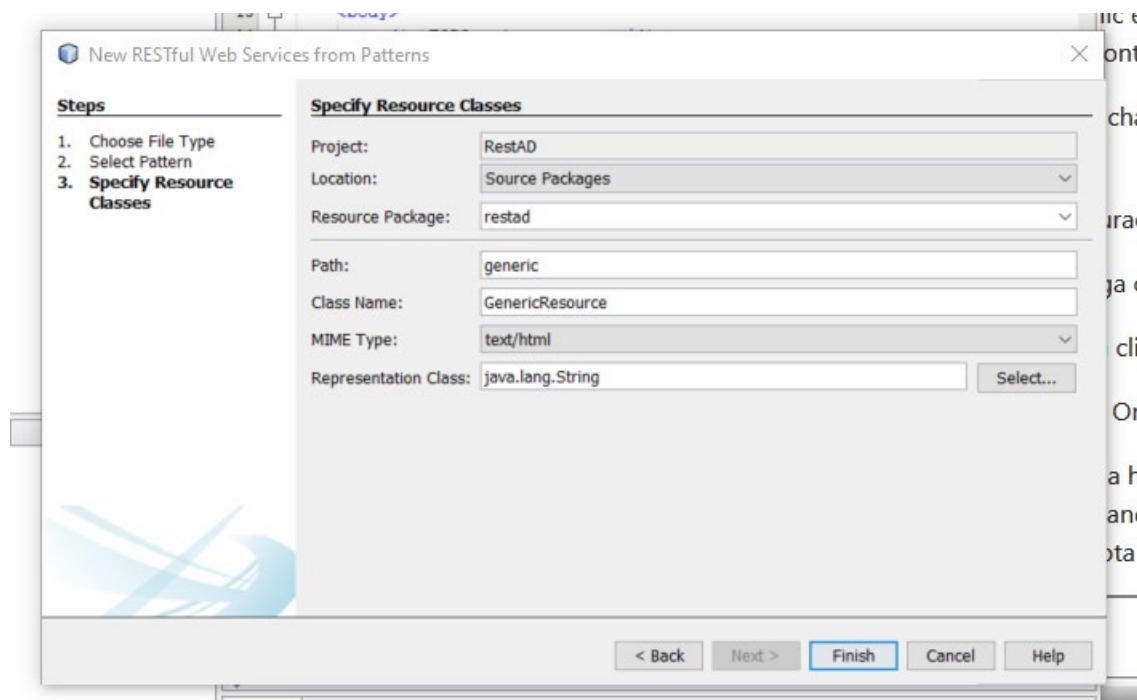 New RESTful Web Services from Patterns
Steps
1. Choose File Type
2. Select Pattern
3. Specify Resource
Classes
Specify Resource Classes
Project: RestAD
Location: Source Packages
Resource Package: restad
Path: generic
Class Name: GenericResource
MIME Type: text/html
Representation Class: java.lang.String Select...
< Back Next > Finish Cancel Help